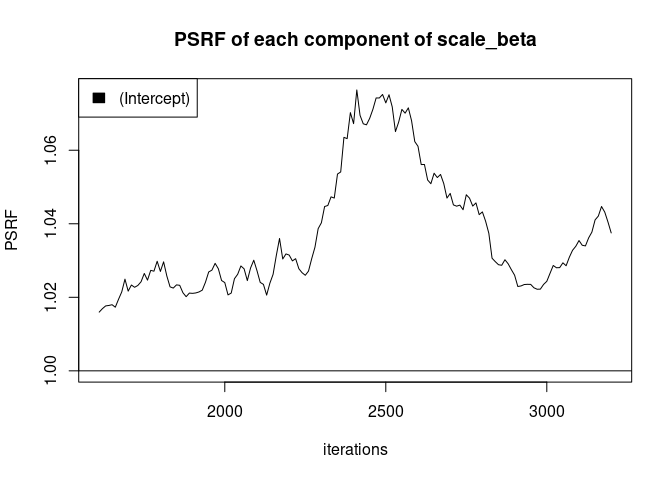 PSRF of each component of scale_beta
(Intercept)
PSRF
1.06
1.04
1.02
1.00
2000 2500 3000
iterations